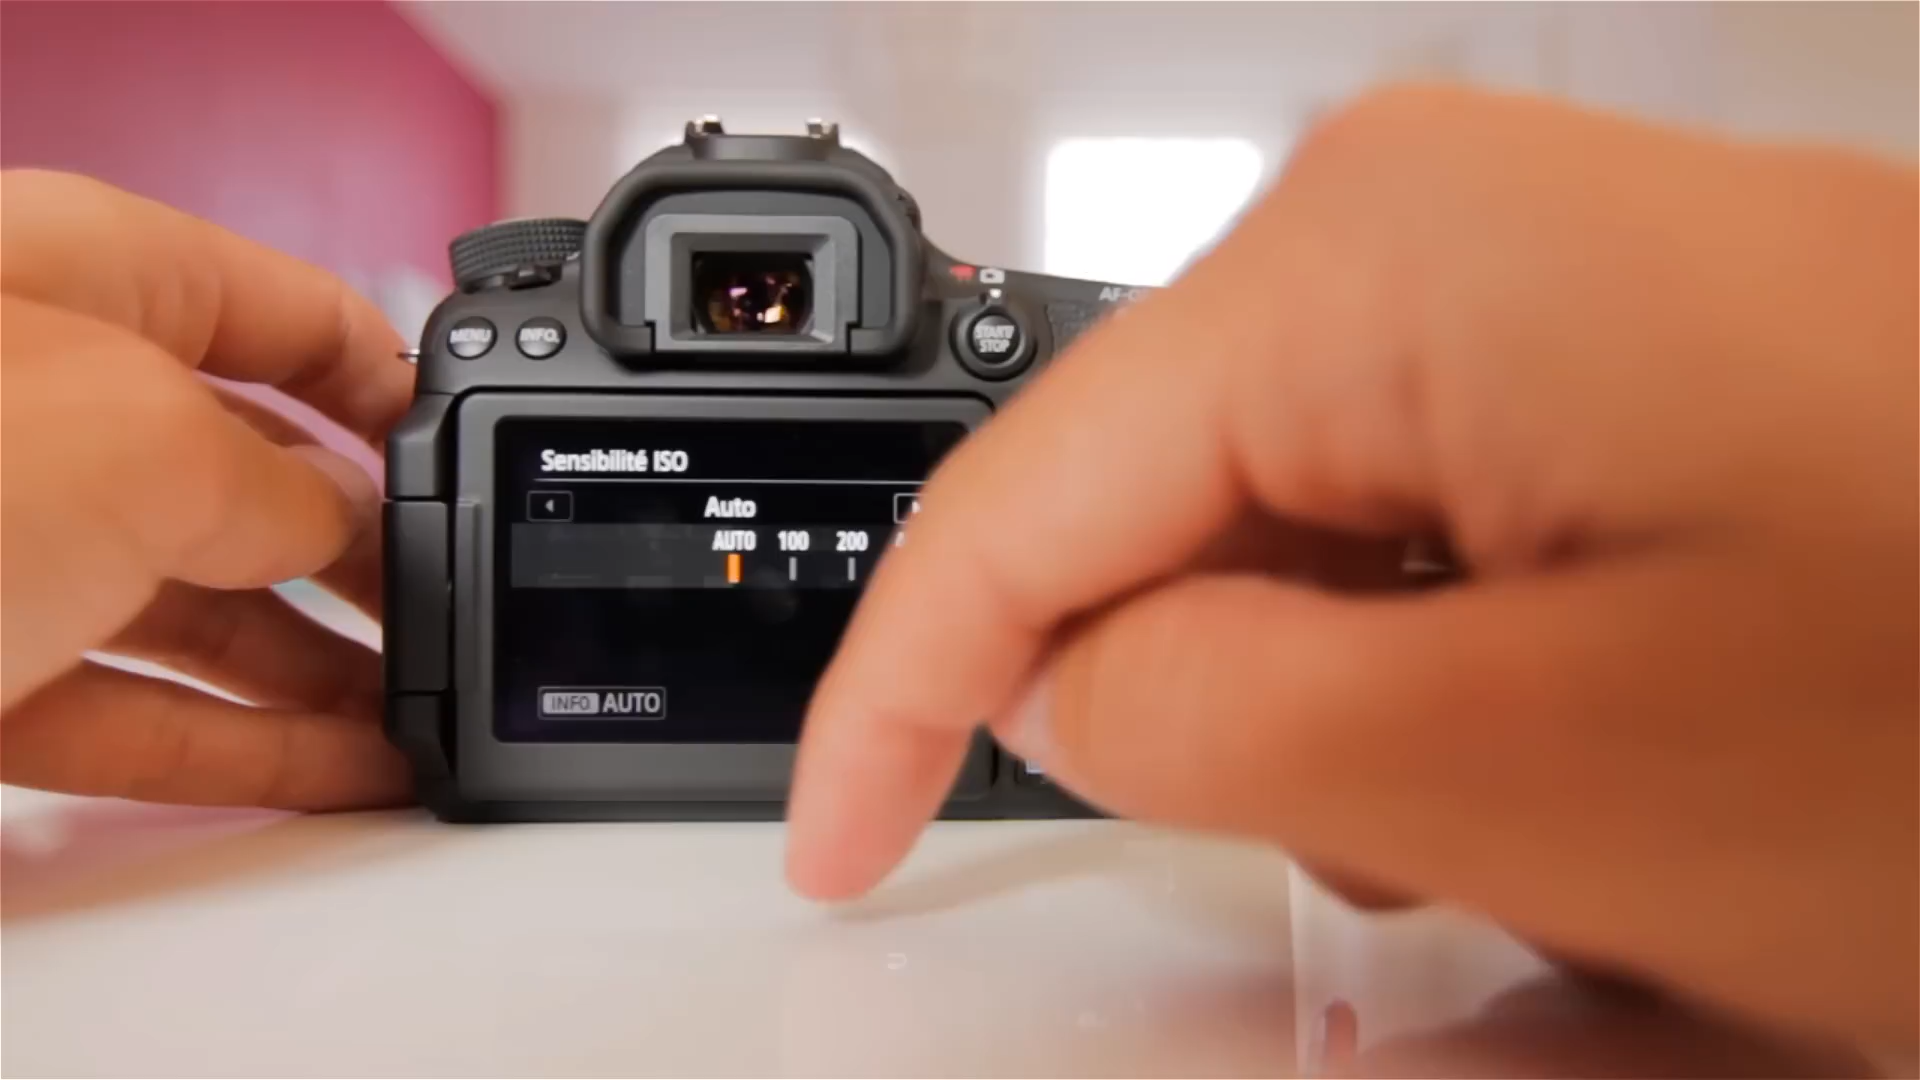 MENU INFO.
START/
STOP
Sensibilité ISO
Auto
AUTO 100 200
INFO AUTO